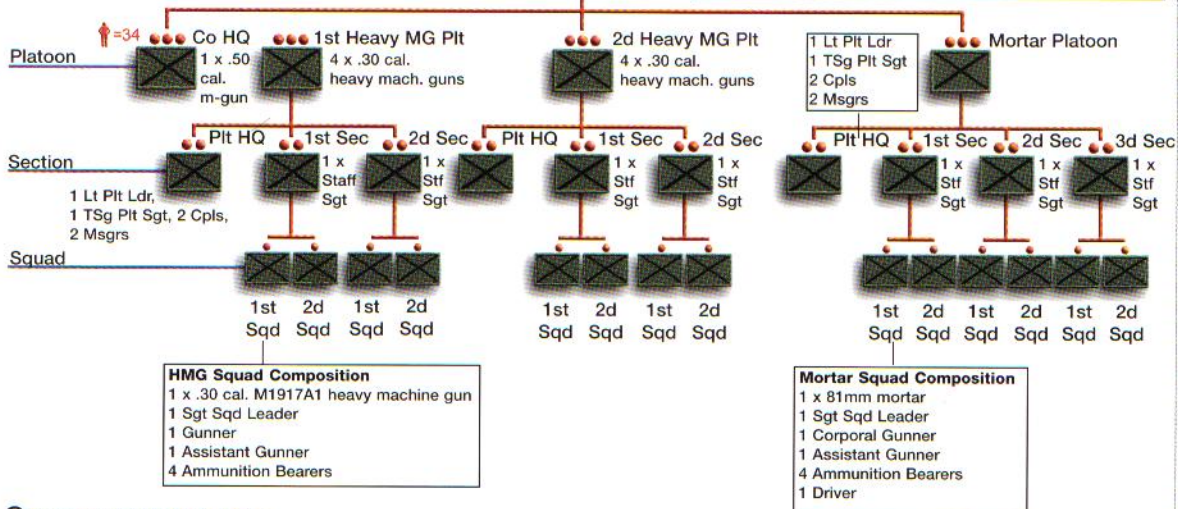 =34
Co HQ
1 x .50
cal.
m-gun
1st Heavy MG Plt
4 x .30 cal.
heavy mach. guns
2d Heavy MG Plt
4 x .30 cal.
heavy mach. guns
1 Lt Plt Ldr
1 TSg Plt Sgt
2 Cpls
2 Msgrs
Mortar Platoon
Platoon
Plt HQ
1st Sec
2d Sec
Plt HQ
1st Sec
2d Sec
Plt HQ
1st Sec
2d Sec
3d Sec
Section
1 x
Staff
Sgt
1 x
Stf
Sgt
1 x
Stf
Sgt
1 x
Stf
Sgt
1 x
Stf
Sgt
1 x
Stf
Sgt
1 x
Stf
Sgt
1 Lt Plt Ldr,
1 TSg Plt Sgt, 2 Cpls,
2 Msgrs
Squad
1st
Sqd
2d
Sqd
1st
Sqd
2d
Sqd
1st
Sqd
2d
Sqd
1st
Sqd
2d
Sqd
1st
Sqd
2d
Sqd
1st
Sqd
2d
Sqd
1st
Sqd
2d
Sqd
HMG Squad Composition
1 x .30 cal. M1917A1 heavy machine gun
1 Sgt Sqd Leader
1 Gunner
1 Assistant Gunner
4 Ammunition Bearers
Mortar Squad Composition
1 x 81mm mortar
1 Sgt Sqd Leader
1 Corporal Gunner
1 Assistant Gunner
4 Ammunition Bearers
1 Driver